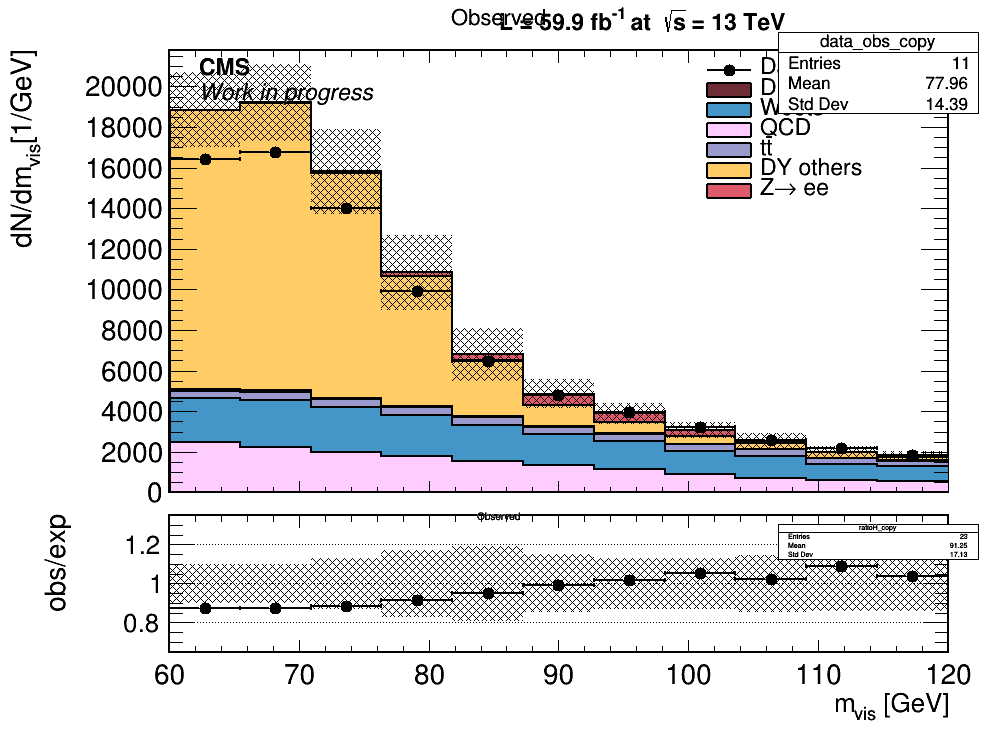 Observed
L = 59.9 fb⁻¹ at √s = 13 TeV
data_obs_copy
Entries 11
Mean 77.96
Std Dev 14.39
CMS
Work in progress
QCD
tt̄
DY others
Z→ ee
dN/dm_vis[1/GeV]
20000
18000
16000
14000
12000
10000
8000
6000
4000
2000
0
Observed
ratioH_copy
Entries 23
Mean 91.25
Std Dev 17.13
obs/exp
1.2
1
0.8
60 70 80 90 100 110 120
m_vis [GeV]